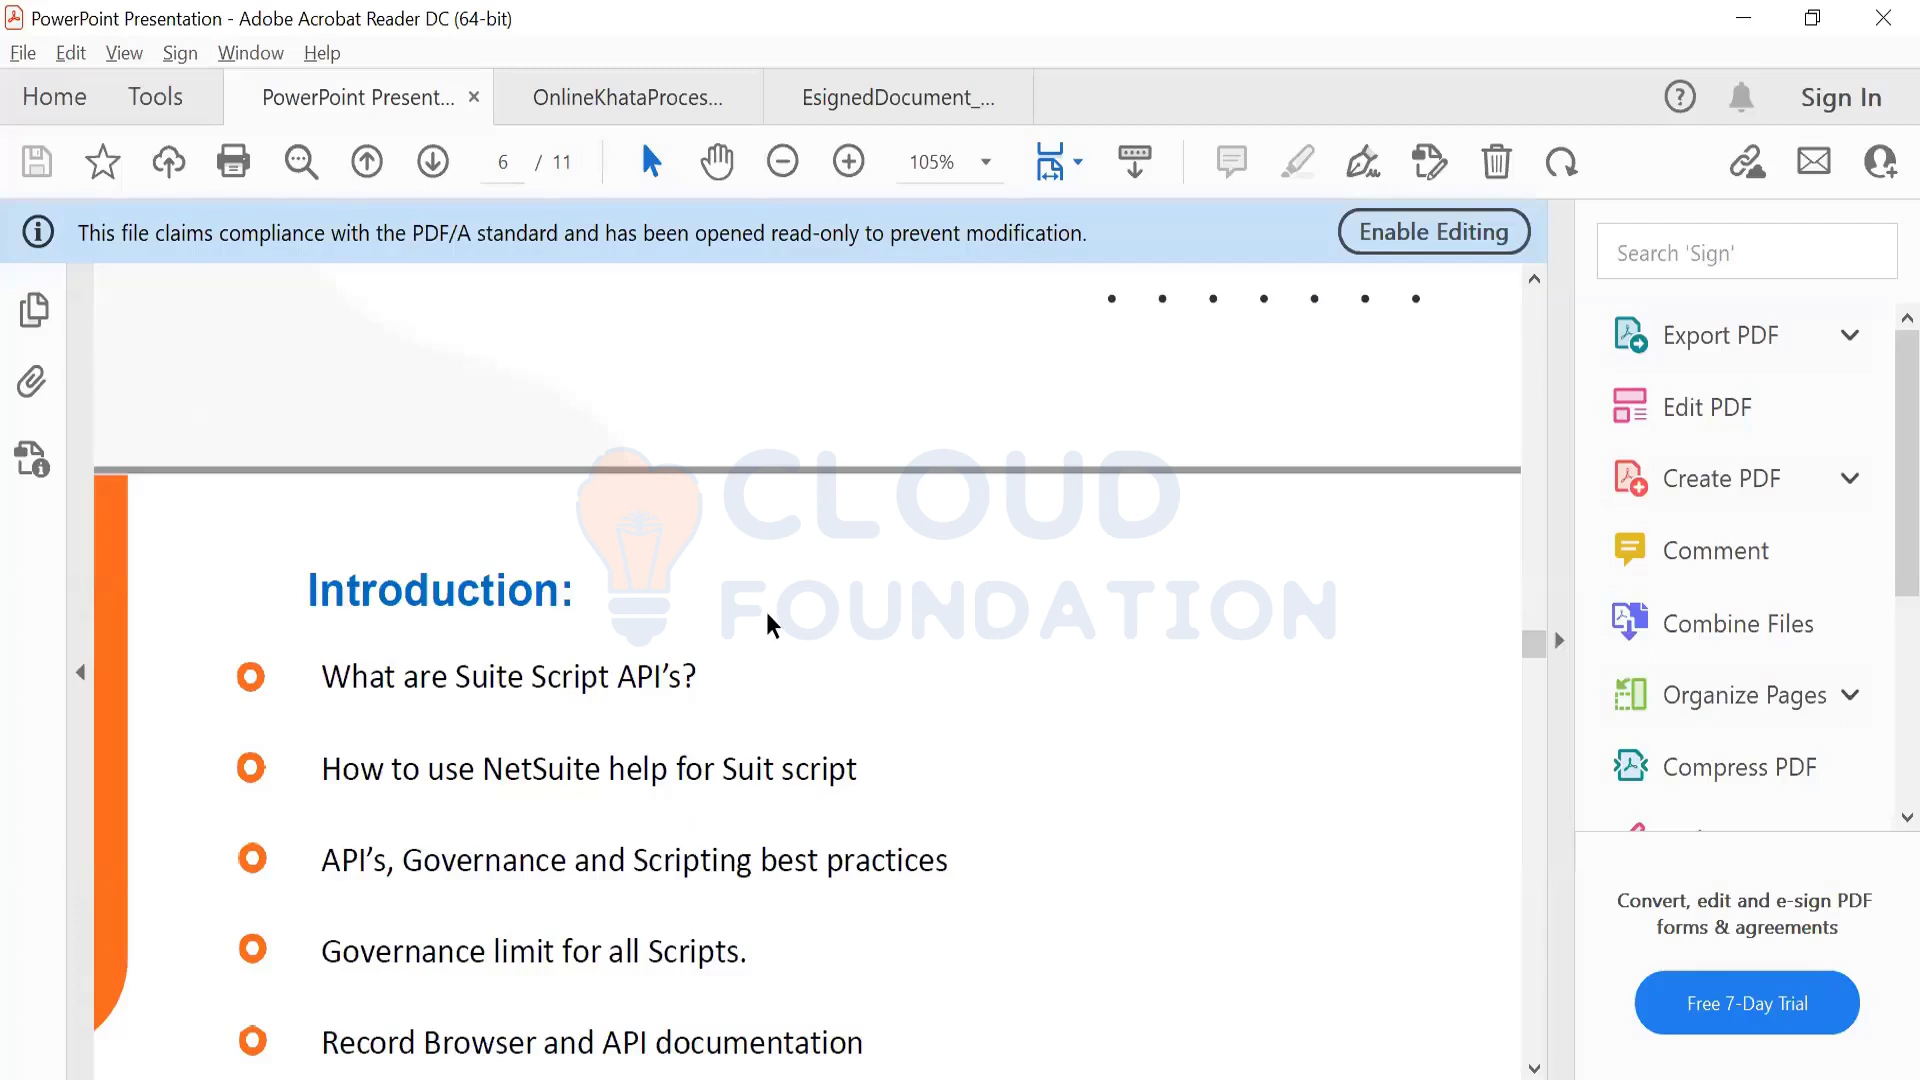 PowerPoint Presentation - Adobe Acrobat Reader DC (64-bit)
File Edit View Sign Window Help
Home Tools PowerPoint Present... × OnlineKhataProces... EsignedDocument_... Sign In
6 / 11 105%
This file claims compliance with the PDF/A standard and has been opened read-only to prevent modification. Enable Editing
Search 'Sign'
Export PDF
Edit PDF
Create PDF
Comment
Combine Files
Organize Pages
Compress PDF
Convert, edit and e-sign PDF
forms & agreements
Free 7-Day Trial
CLOUD
FOUNDATION
Introduction:
What are Suite Script API’s?
How to use NetSuite help for Suit script
API’s, Governance and Scripting best practices
Governance limit for all Scripts.
Record Browser and API documentation